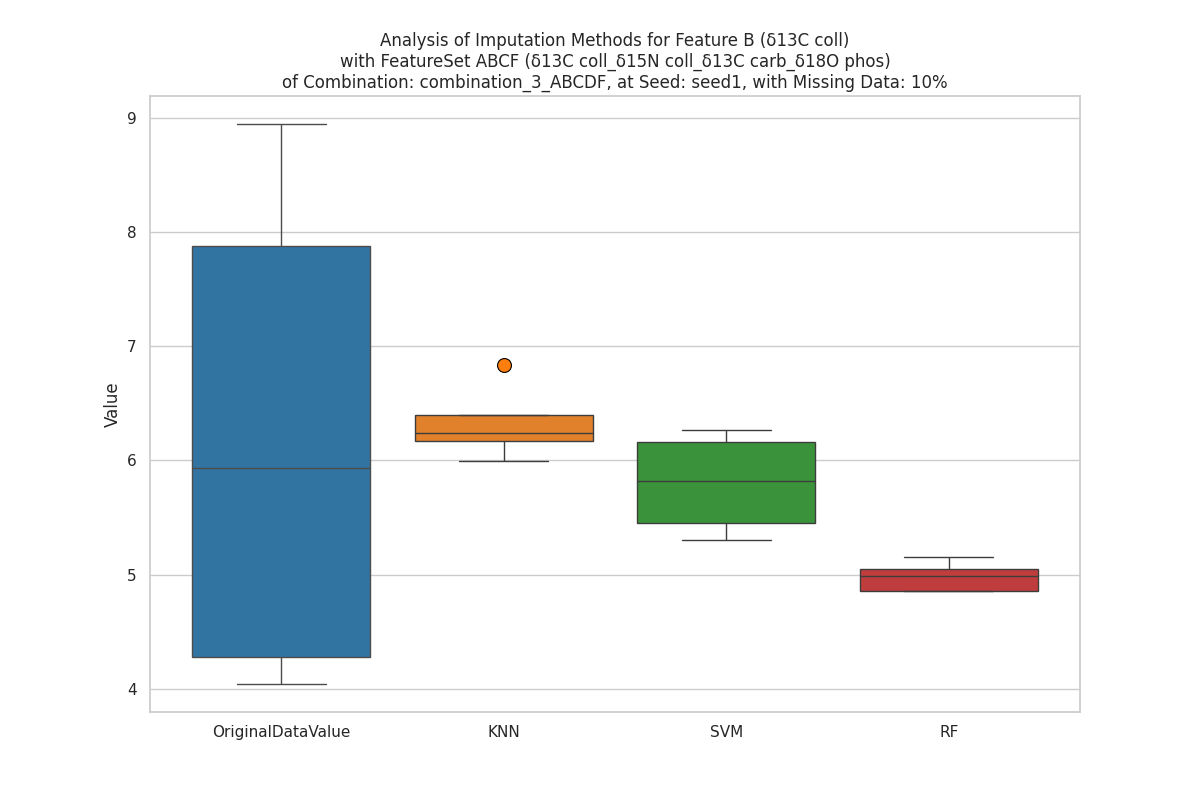 Analysis of Imputation Methods for Feature B (δ13C coll)
with FeatureSet ABCF (δ13C coll_δ15N coll_δ13C carb_δ18O phos)
of Combination: combination_3_ABCDF, at Seed: seed1, with Missing Data: 10%
9
8
7
6
5
4
Value
OriginalDataValue
KNN
SVM
RF